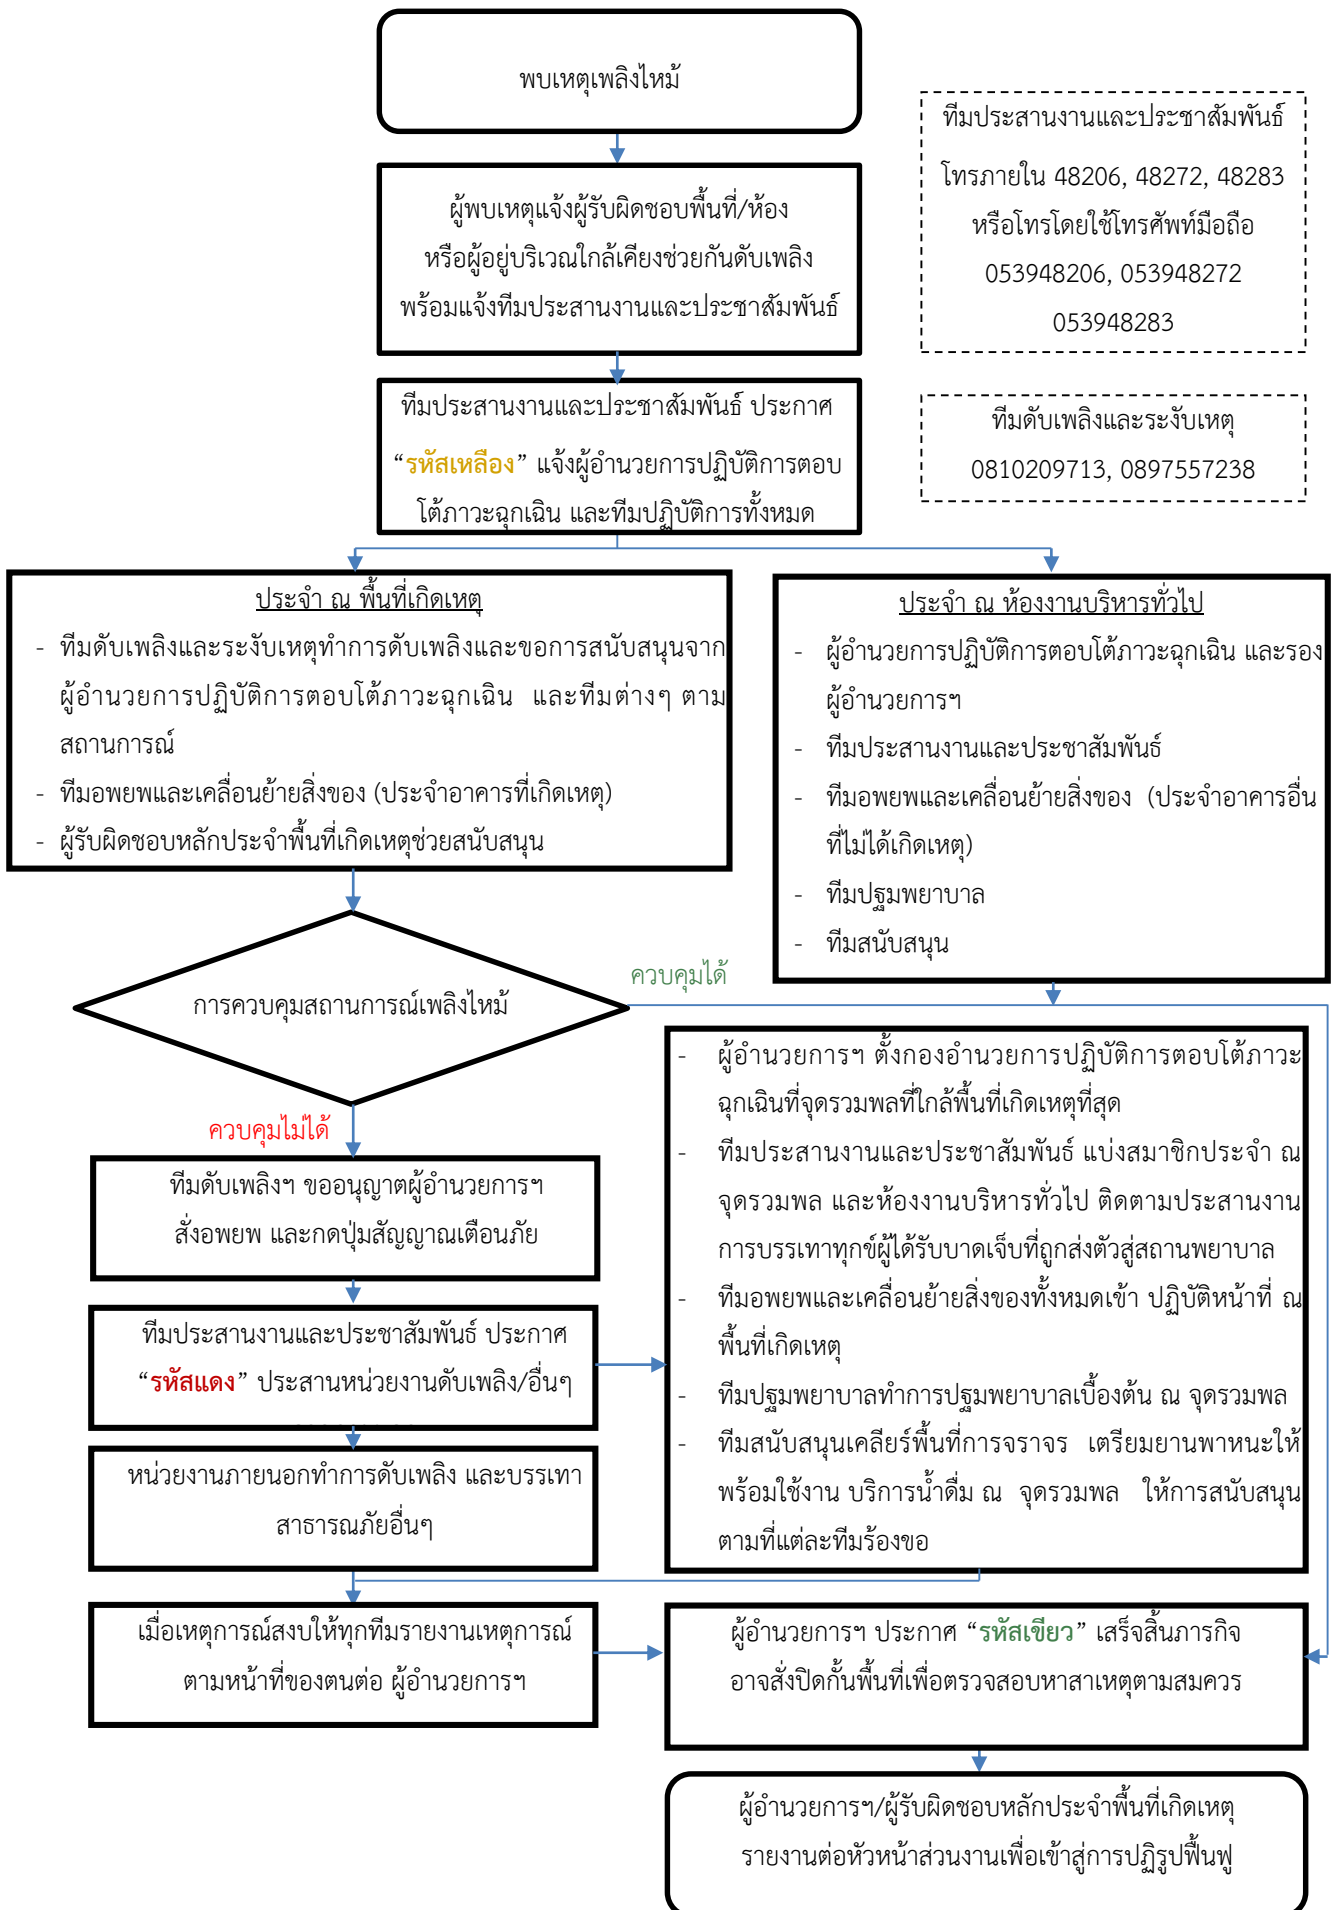 พบเหตุเพลิงไหม้
ทีมประสานงานและประชาสัมพันธ์
โทรภายใน 48206, 48272, 48283
หรือโทรโดยใช้โทรศัพท์มือถือ
053948206, 053948272
053948283
ผู้พบเหตุแจ้งผู้รับผิดชอบพื้นที่/ห้อง
หรือผู้อยู่บริเวณใกล้เคียงช่วยกันดับเพลิง
พร้อมแจ้งทีมประสานงานและประชาสัมพันธ์
ทีมดับเพลิงและระงับเหตุ
0810209713, 0897557238
ทีมประสานงานและประชาสัมพันธ์ ประกาศ
“รหัสเหลือง” แจ้งผู้อำนวยการปฏิบัติการตอบ
โต้ภาวะฉุกเฉิน และทีมปฏิบัติการทั้งหมด
ประจำ ณ พื้นที่เกิดเหตุ
- ทีมดับเพลิงและระงับเหตุทำการดับเพลิงและขอการสนับสนุนจาก
ผู้อำนวยการปฏิบัติการตอบโต้ภาวะฉุกเฉิน และทีมต่างๆ ตาม
สถานการณ์
- ทีมอพยพและเคลื่อนย้ายสิ่งของ (ประจำอาคารที่เกิดเหตุ)
- ผู้รับผิดชอบหลักประจำพื้นที่เกิดเหตุช่วยสนับสนุน
ประจำ ณ ห้องงานบริหารทั่วไป
- ผู้อำนวยการปฏิบัติการตอบโต้ภาวะฉุกเฉิน และรอง
ผู้อำนวยการฯ
- ทีมประสานงานและประชาสัมพันธ์
- ทีมอพยพและเคลื่อนย้ายสิ่งของ (ประจำอาคารอื่น
ที่ไม่ได้เกิดเหตุ)
- ทีมปฐมพยาบาล
- ทีมสนับสนุน
การควบคุมสถานการณ์เพลิงไหม้
ควบคุมได้
ควบคุมไม่ได้
ทีมดับเพลิงฯ ขออนุญาตผู้อำนวยการฯ
สั่งอพยพ และกดปุ่มสัญญาณเตือนภัย
ทีมประสานงานและประชาสัมพันธ์ ประกาศ
“รหัสแดง” ประสานหน่วยงานดับเพลิง/อื่นๆ
- ผู้อำนวยการฯ ตั้งกองอำนวยการปฏิบัติการตอบโต้ภาวะ
ฉุกเฉินที่จุดรวมพลที่ใกล้พื้นที่เกิดเหตุที่สุด
- ทีมประสานงานและประชาสัมพันธ์ แบ่งสมาชิกประจำ ณ
จุดรวมพล และห้องงานบริหารทั่วไป ติดตามประสานงาน
การบรรเทาทุกข์ผู้ได้รับบาดเจ็บที่ถูกส่งตัวสู่สถานพยาบาล
- ทีมอพยพและเคลื่อนย้ายสิ่งของทั้งหมดเข้า ปฏิบัติหน้าที่ ณ
พื้นที่เกิดเหตุ
- ทีมปฐมพยาบาลทำการปฐมพยาบาลเบื้องต้น ณ จุดรวมพล
- ทีมสนับสนุนเคลียร์พื้นที่การจราจร เตรียมยานพาหนะให้
พร้อมใช้งาน บริการน้ำดื่ม ณ จุดรวมพล ให้การสนับสนุน
ตามที่แต่ละทีมร้องขอ
หน่วยงานภายนอกทำการดับเพลิง และบรรเทา
สาธารณภัยอื่นๆ
เมื่อเหตุการณ์สงบให้ทุกทีมรายงานเหตุการณ์
ตามหน้าที่ของตนต่อ ผู้อำนวยการฯ
ผู้อำนวยการฯ ประกาศ “รหัสเขียว” เสร็จสิ้นภารกิจ
อาจสั่งปิดกั้นพื้นที่เพื่อตรวจสอบหาสาเหตุตามสมควร
ผู้อำนวยการฯ/ผู้รับผิดชอบหลักประจำพื้นที่เกิดเหตุ
รายงานต่อหัวหน้าส่วนงานเพื่อเข้าสู่การปฏิรูปฟื้นฟู